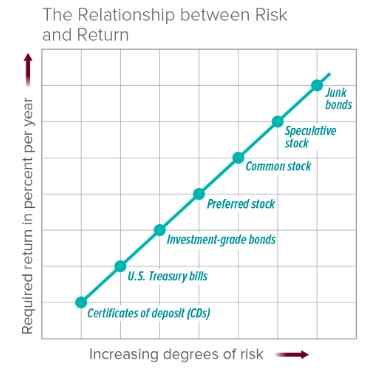 The Relationship between Risk
and Return
Required return in percent per year
Junk
bonds
Speculative
stock
Common stock
Preferred stock
Investment-grade bonds
U.S. Treasury bills
Certificates of deposit (CDs)
Increasing degrees of risk